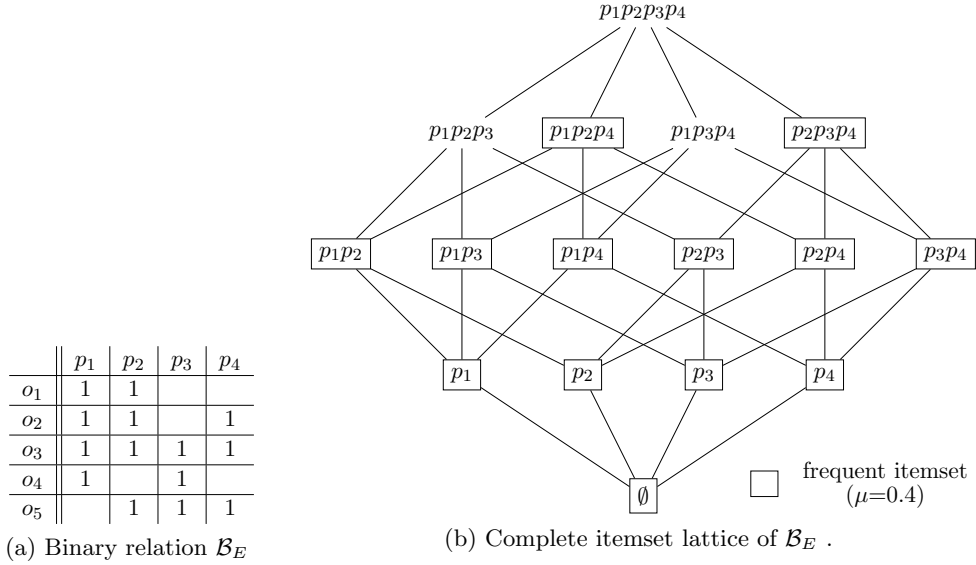 p₁p₂p₃p₄
p₁p₂p₃ p₁p₂p₄ p₁p₃p₄ p₂p₃p₄
p₁p₂ p₁p₃ p₁p₄ p₂p₃ p₂p₄ p₃p₄
p₁ p₂ p₃ p₄
∅
frequent itemset
(μ=0.4)
(b) Complete itemset lattice of ℬ_E .
p₁ p₂ p₃ p₄
o₁ 1 1
o₂ 1 1 1
o₃ 1 1 1 1
o₄ 1 1
o₅ 1 1 1
(a) Binary relation ℬ_E